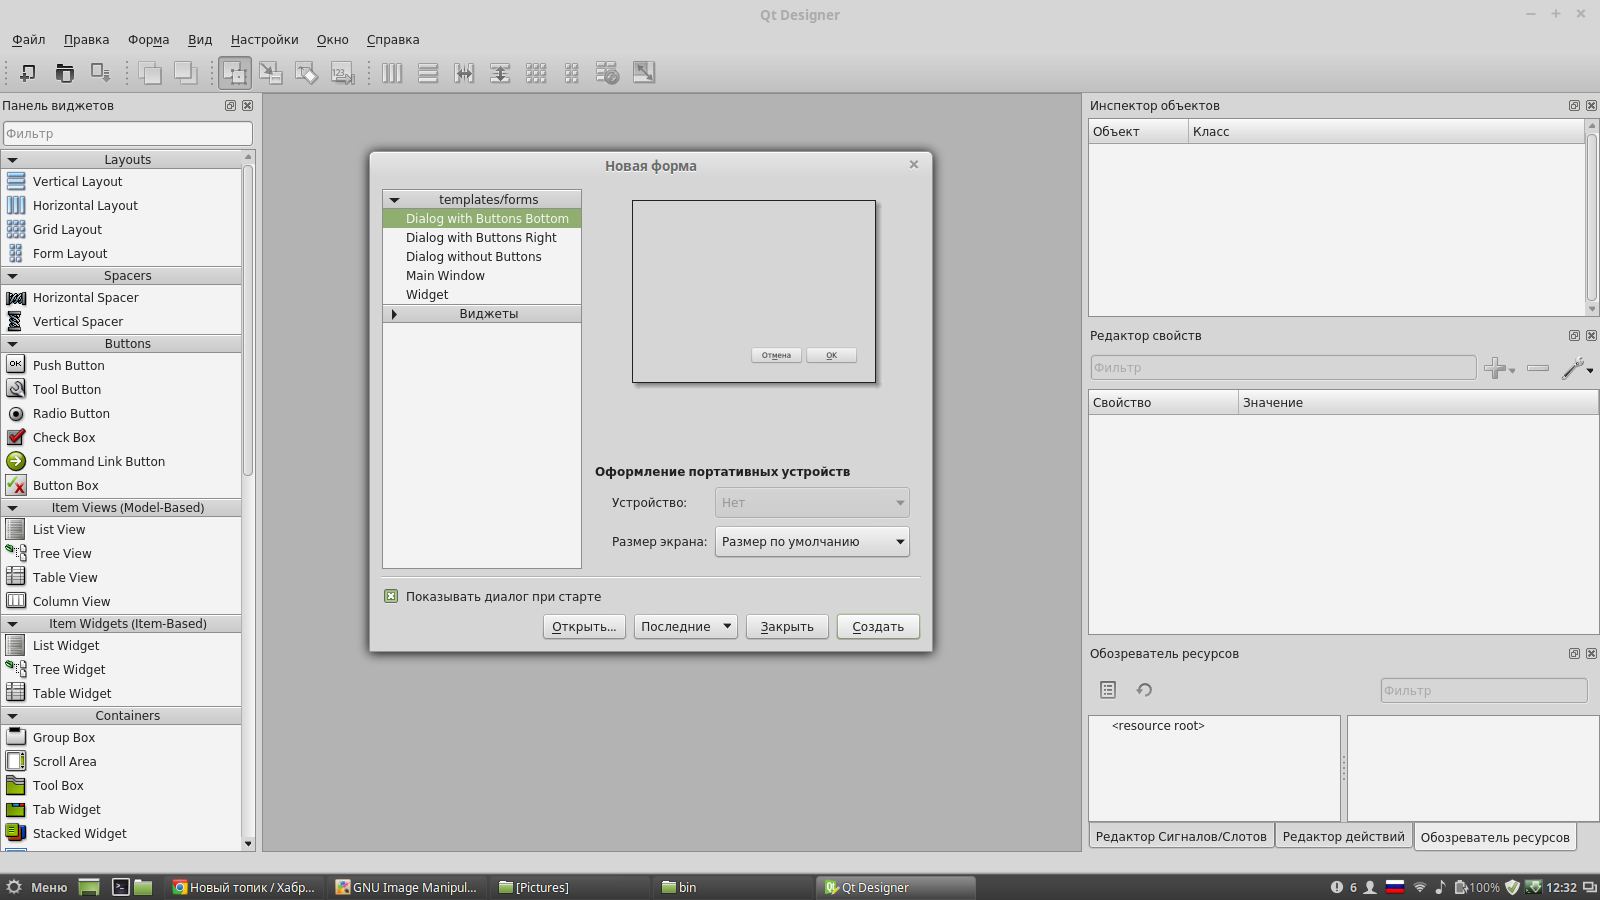 Qt Designer
Файл Правка Форма Вид Настройки Окно Справка
Панель виджетов
Фильтр
Layouts
Vertical Layout
Horizontal Layout
Grid Layout
Form Layout
Spacers
Horizontal Spacer
Vertical Spacer
Buttons
OK Push Button
Tool Button
Radio Button
Check Box
Command Link Button
Button Box
Item Views (Model-Based)
List View
Tree View
Table View
Column View
Item Widgets (Item-Based)
List Widget
Tree Widget
Table Widget
Containers
Group Box
Scroll Area
Tool Box
Tab Widget
Stacked Widget
123
Новая форма
templates/forms
Dialog with Buttons Bottom
Dialog with Buttons Right
Dialog without Buttons
Main Window
Widget
Виджеты
Отмена OK
Оформление портативных устройств
Устройство: Нет
Размер экрана: Размер по умолчанию
Показывать диалог при старте
Открыть... Последние Закрыть Создать
Инспектор объектов
Объект Класс
Редактор свойств
Фильтр
Свойство Значение
Обозреватель ресурсов
Фильтр
<resource root>
Редактор Сигналов/Слотов Редактор действий Обозреватель ресурсов
Меню Новый топик / Хабр... GNU Image Manipul... [Pictures] bin Qt Designer 6 100% 12:32